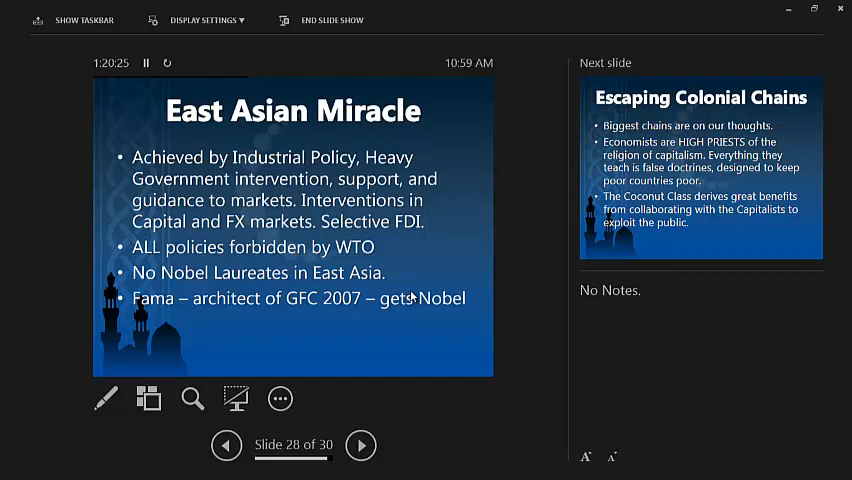 SHOW TASKBAR
DISPLAY SETTINGS ▼
END SLIDE SHOW
1:20:25
10:59 AM
East Asian Miracle
• Achieved by Industrial Policy, Heavy
Government intervention, support, and
guidance to markets. Interventions in
Capital and FX markets. Selective FDI.
• ALL policies forbidden by WTO
• No Nobel Laureates in East Asia.
• Fama – architect of GFC 2007 – gets Nobel
Slide 28 of 30
Next slide
Escaping Colonial Chains
• Biggest chains are on our thoughts.
• Economists are HIGH PRIESTS of the
religion of capitalism. Everything they
teach is false doctrines, designed to keep
poor countries poor.
• The Coconut Class derives great benefits
from collaborating with the Capitalists to
exploit the public.
No Notes.
A A